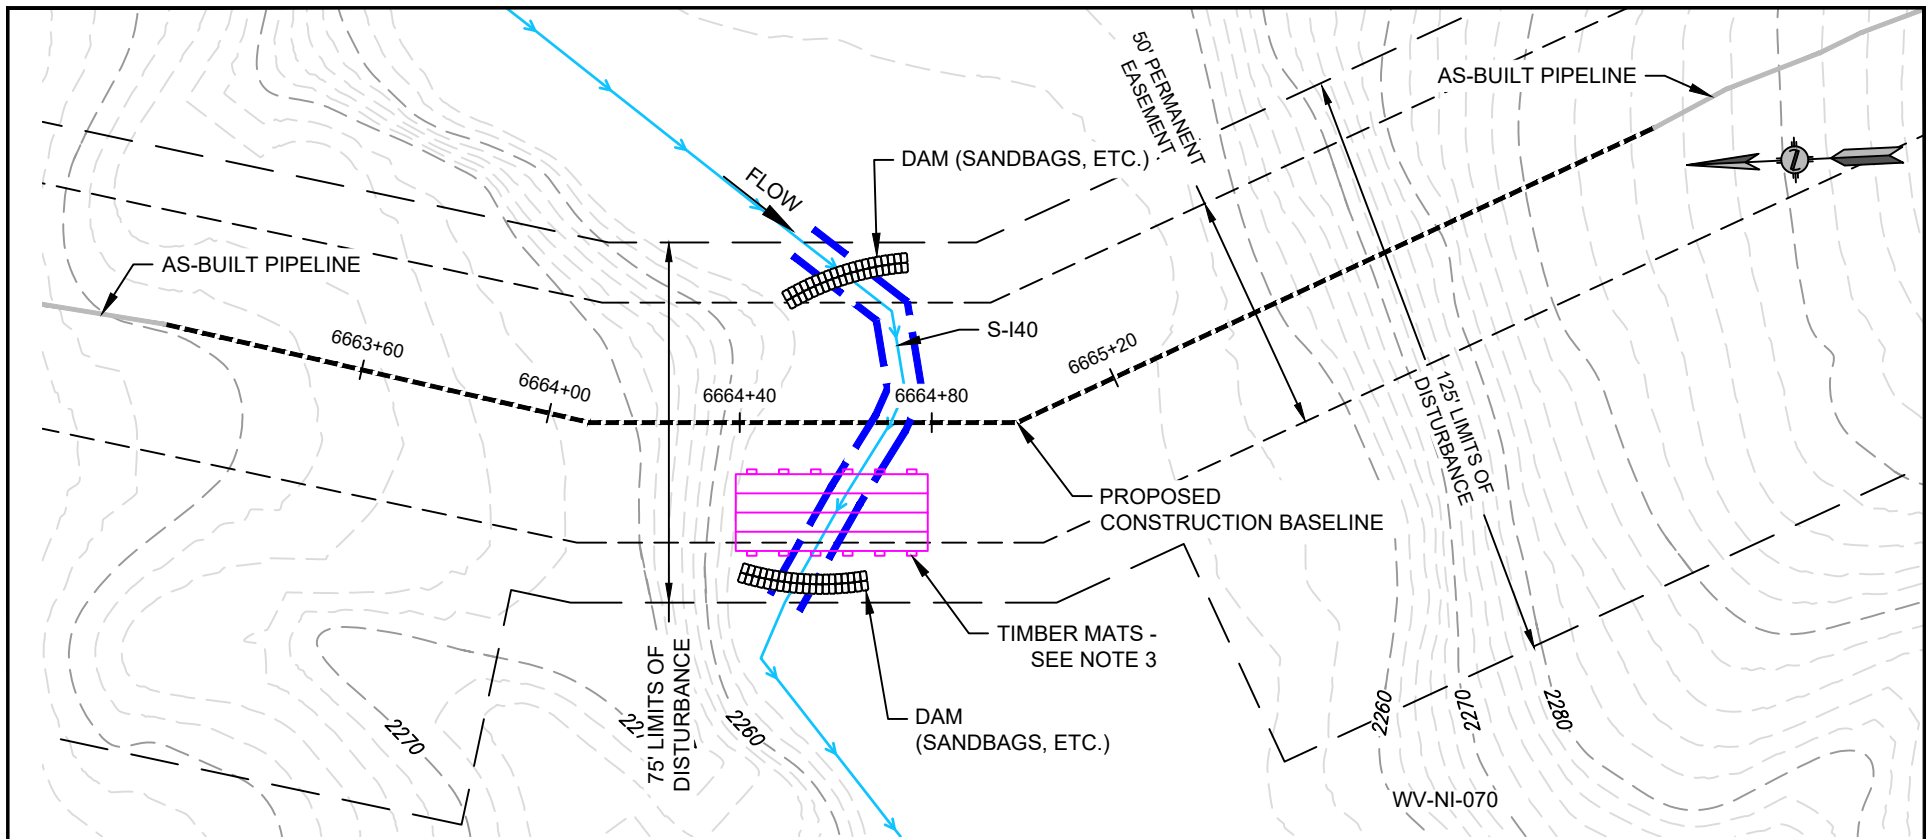 50' PERMANENT
EASEMENT
AS-BUILT PIPELINE
DAM (SANDBAGS, ETC.)
FLOW
AS-BUILT PIPELINE
S-I40
6663+60
6664+00
6664+40
6664+80
6665+20
125' LIMITS OF
DISTURBANCE
PROPOSED
CONSTRUCTION BASELINE
TIMBER MATS -
SEE NOTE 3
75' LIMITS OF
DISTURBANCE
DAM
(SANDBAGS, ETC.)
2270
2260
2260
2270
2280
WV-NI-070